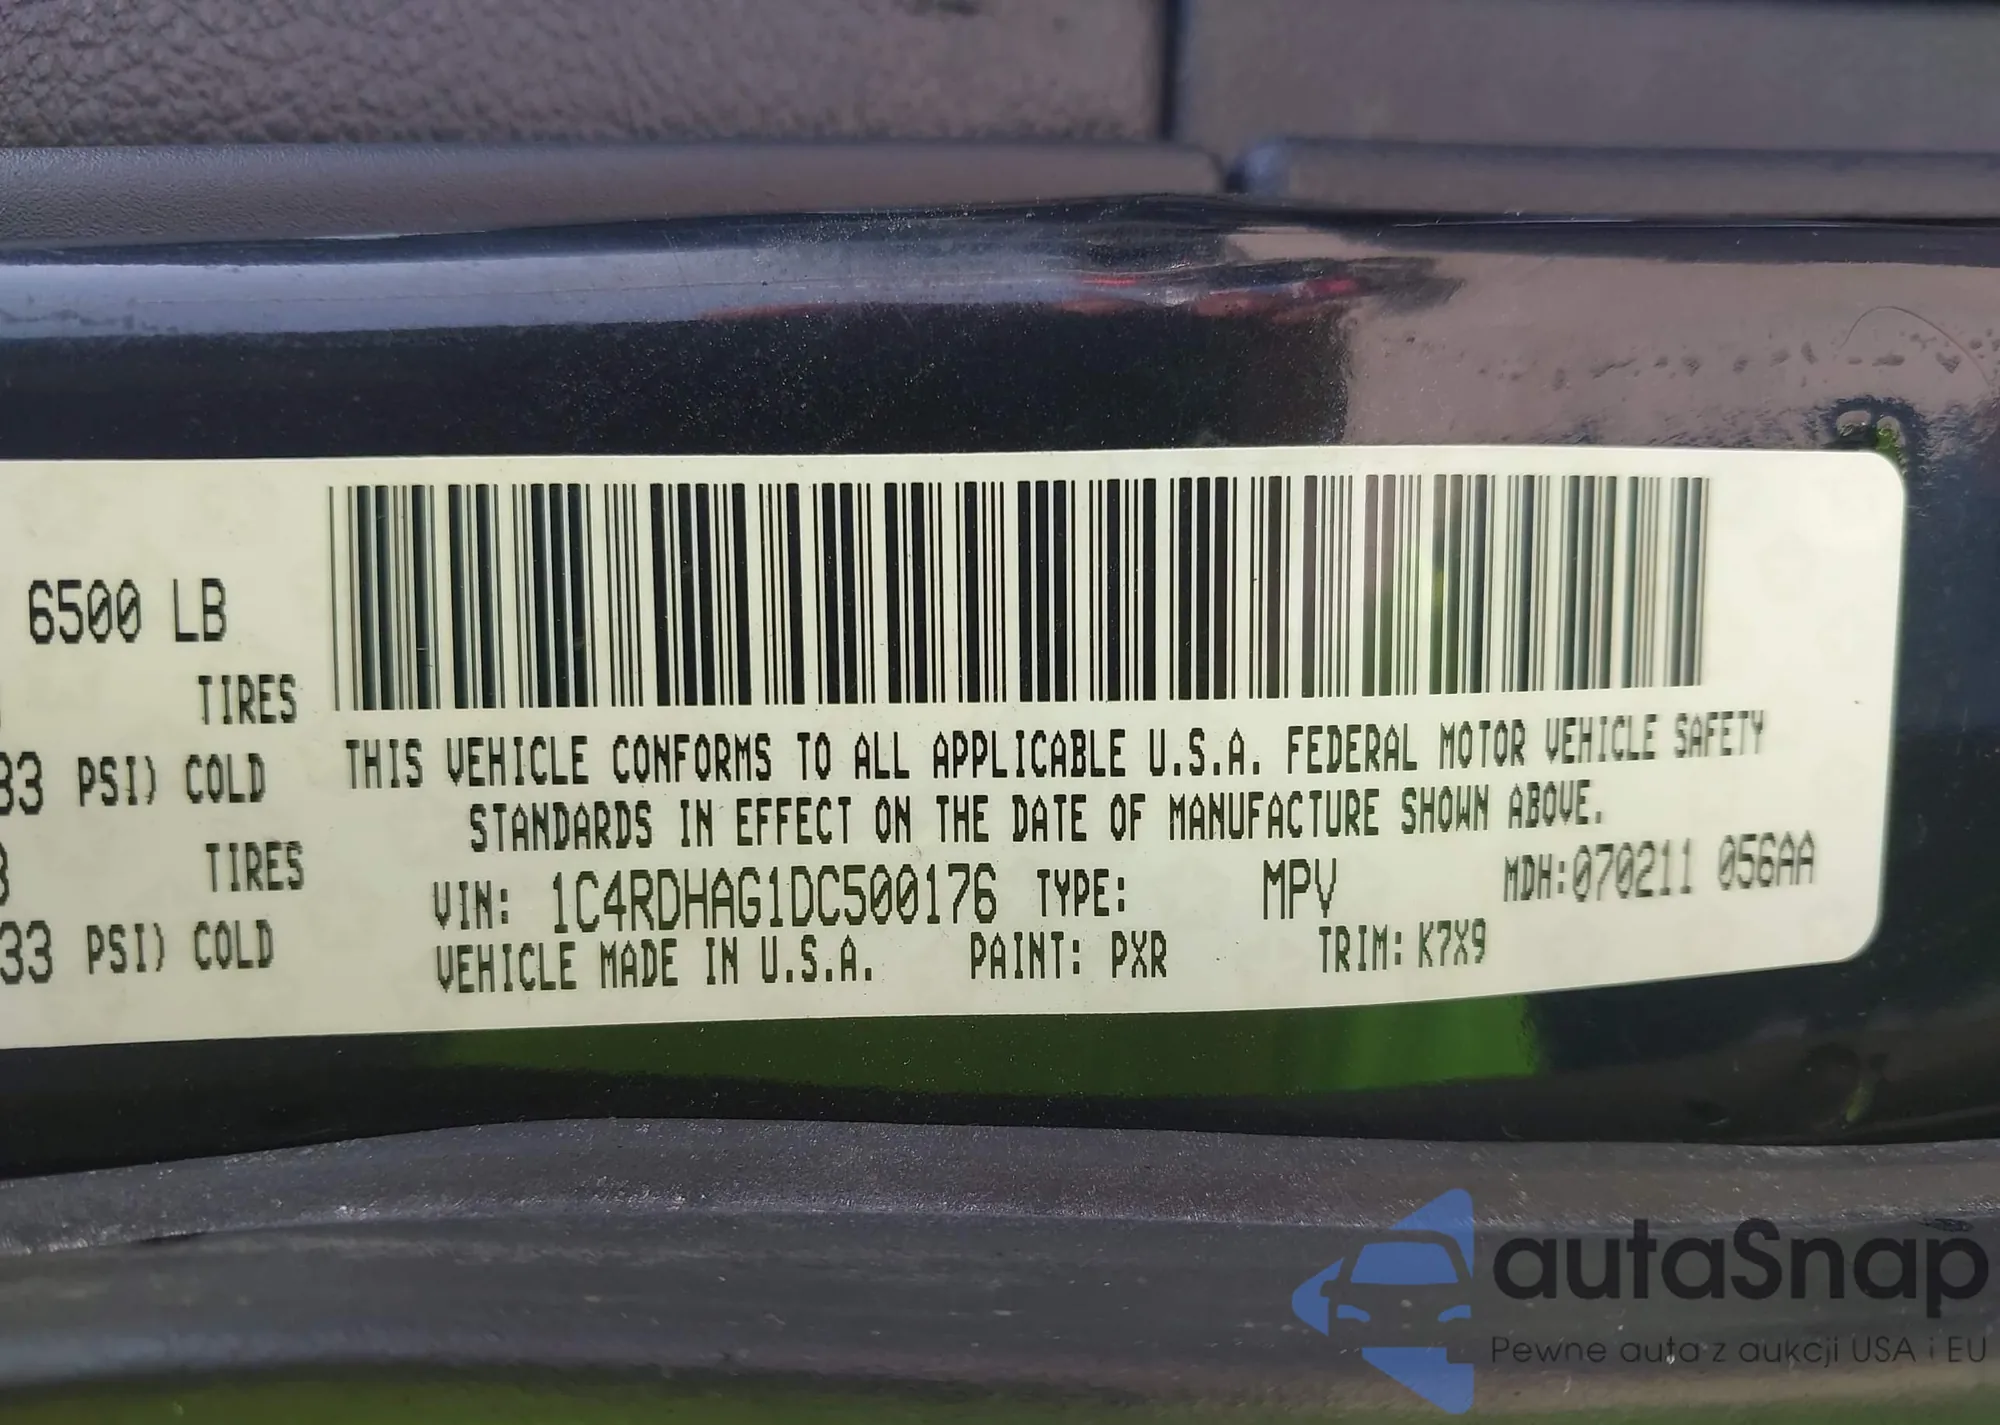 6500 LB
TIRES
33 PSI) COLD
TIRES
33 PSI) COLD
THIS VEHICLE CONFORMS TO ALL APPLICABLE U.S.A. FEDERAL MOTOR VEHICLE SAFETY
STANDARDS IN EFFECT ON THE DATE OF MANUFACTURE SHOWN ABOVE.
VIN: 1C4RDHAG1DC500176 TYPE: MPV MDH:070211 056AA
VEHICLE MADE IN U.S.A. PAINT: PXR TRIM: K7X9
autaSnap
Pewne auta z aukcji USA i EU